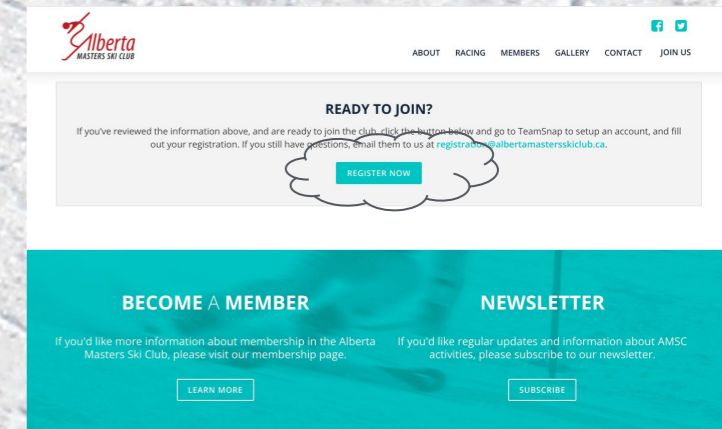 Alberta
MASTERS SKI CLUB
ABOUT RACING MEMBERS GALLERY CONTACT JOIN US
READY TO JOIN?
If you've reviewed the information above, and are ready to join the club, click the button below and go to TeamSnap to setup an account, and fill
out your registration. If you still have questions, email them to us at registration@albertamastersskiclub.ca.
REGISTER NOW
BECOME A MEMBER
If you'd like more information about membership in the Alberta
Masters Ski Club, please visit our membership page.
LEARN MORE
NEWSLETTER
If you'd like regular updates and information about AMSC
activities, please subscribe to our newsletter.
SUBSCRIBE